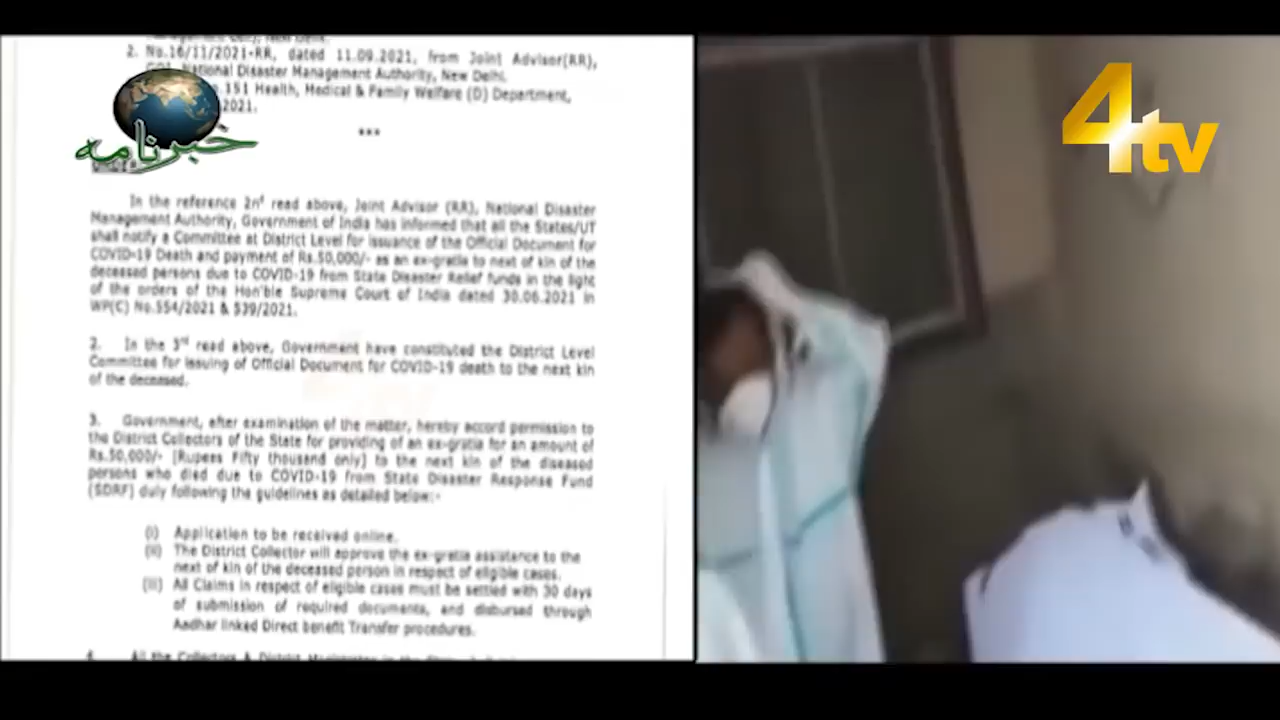 2. No.16/11/2021-RR, dated 11.09.2021, from Joint Advisor(RR),
National Disaster Management Authority, New Delhi.
.151 Health, Medical & Family Welfare (D) Department,
2021.
***
خبرنامه
4tv
In the reference 2nd read above, Joint Advisor (RR), National Disaster
Management Authority, Government of India has informed that all the States/UT
shall notify a Committee at District Level for issuance of the Official Document for
COVID-19 Death and payment of Rs.50,000/- as an ex-gratia to next of kin of the
deceased persons due to COVID-19 from State Disaster Relief funds in the light
of the orders of the Hon'ble Supreme Court of India dated 30.06.2021 in
WP(C) No.554/2021 & 539/2021.
2. In the 3rd read above, Government have constituted the District Level
Committee for issuing of Official Document for COVID-19 death to the next kin
of the deceased.
3. Government, after examination of the matter, hereby accord permission to
the District Collectors of the State for providing of an ex-gratia for an amount of
Rs.50,000/- [Rupees Fifty thousand only] to the next kin of the diseased
persons who died due to COVID-19 from State Disaster Response Fund
(SDRF) duly following the guidelines as detailed below:-
(i) Application to be received online.
(ii) The District Collector will approve the ex-gratia assistance to the
next of kin of the deceased person in respect of eligible cases.
(iii) All Claims in respect of eligible cases must be settled with 30 days
of submission of required documents, and disbursed through
Aadhar linked Direct benefit Transfer procedures.